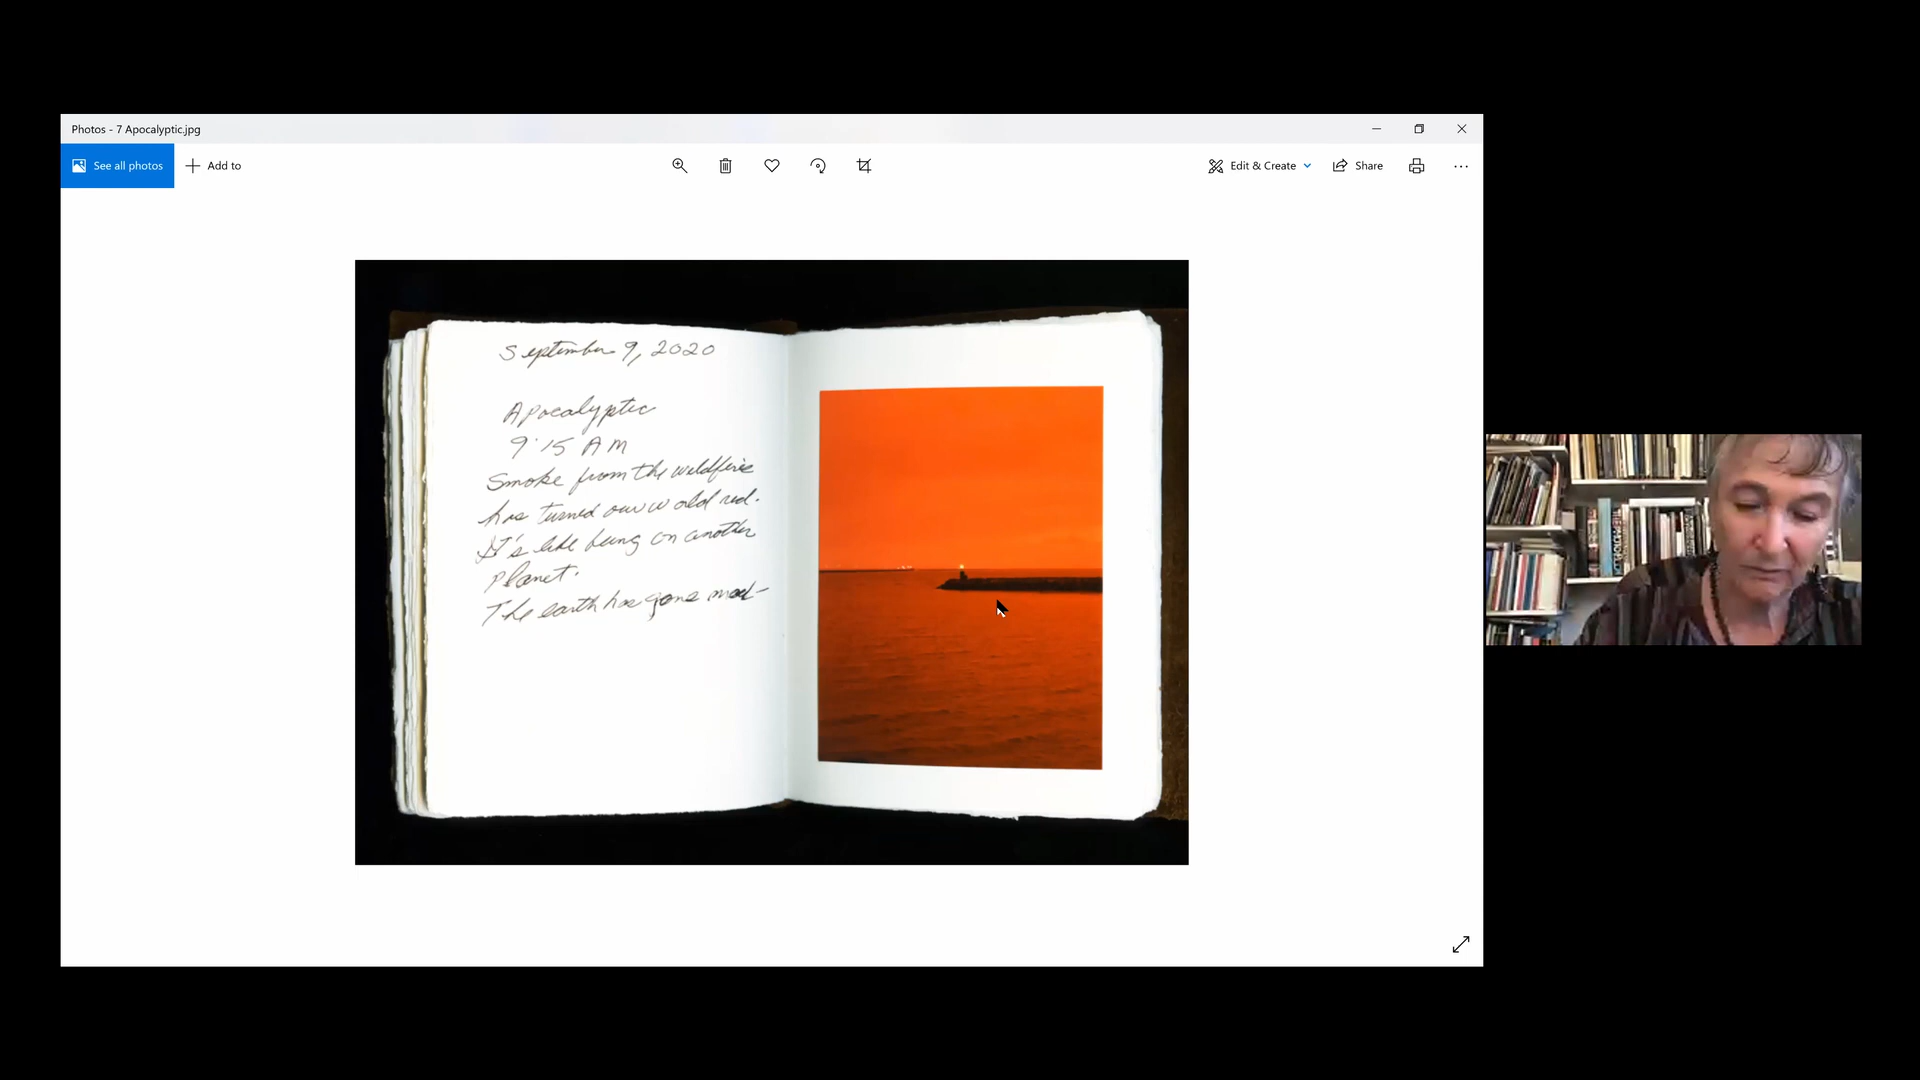 Photos - 7 Apocalyptic.jpg
See all photos
Add to
Edit & Create
Share
September 9, 2020
Apocalyptic
9:15 AM
Smoke from the wildfire
has turned our world red.
It's like being on another
planet.
The earth has gone mad-